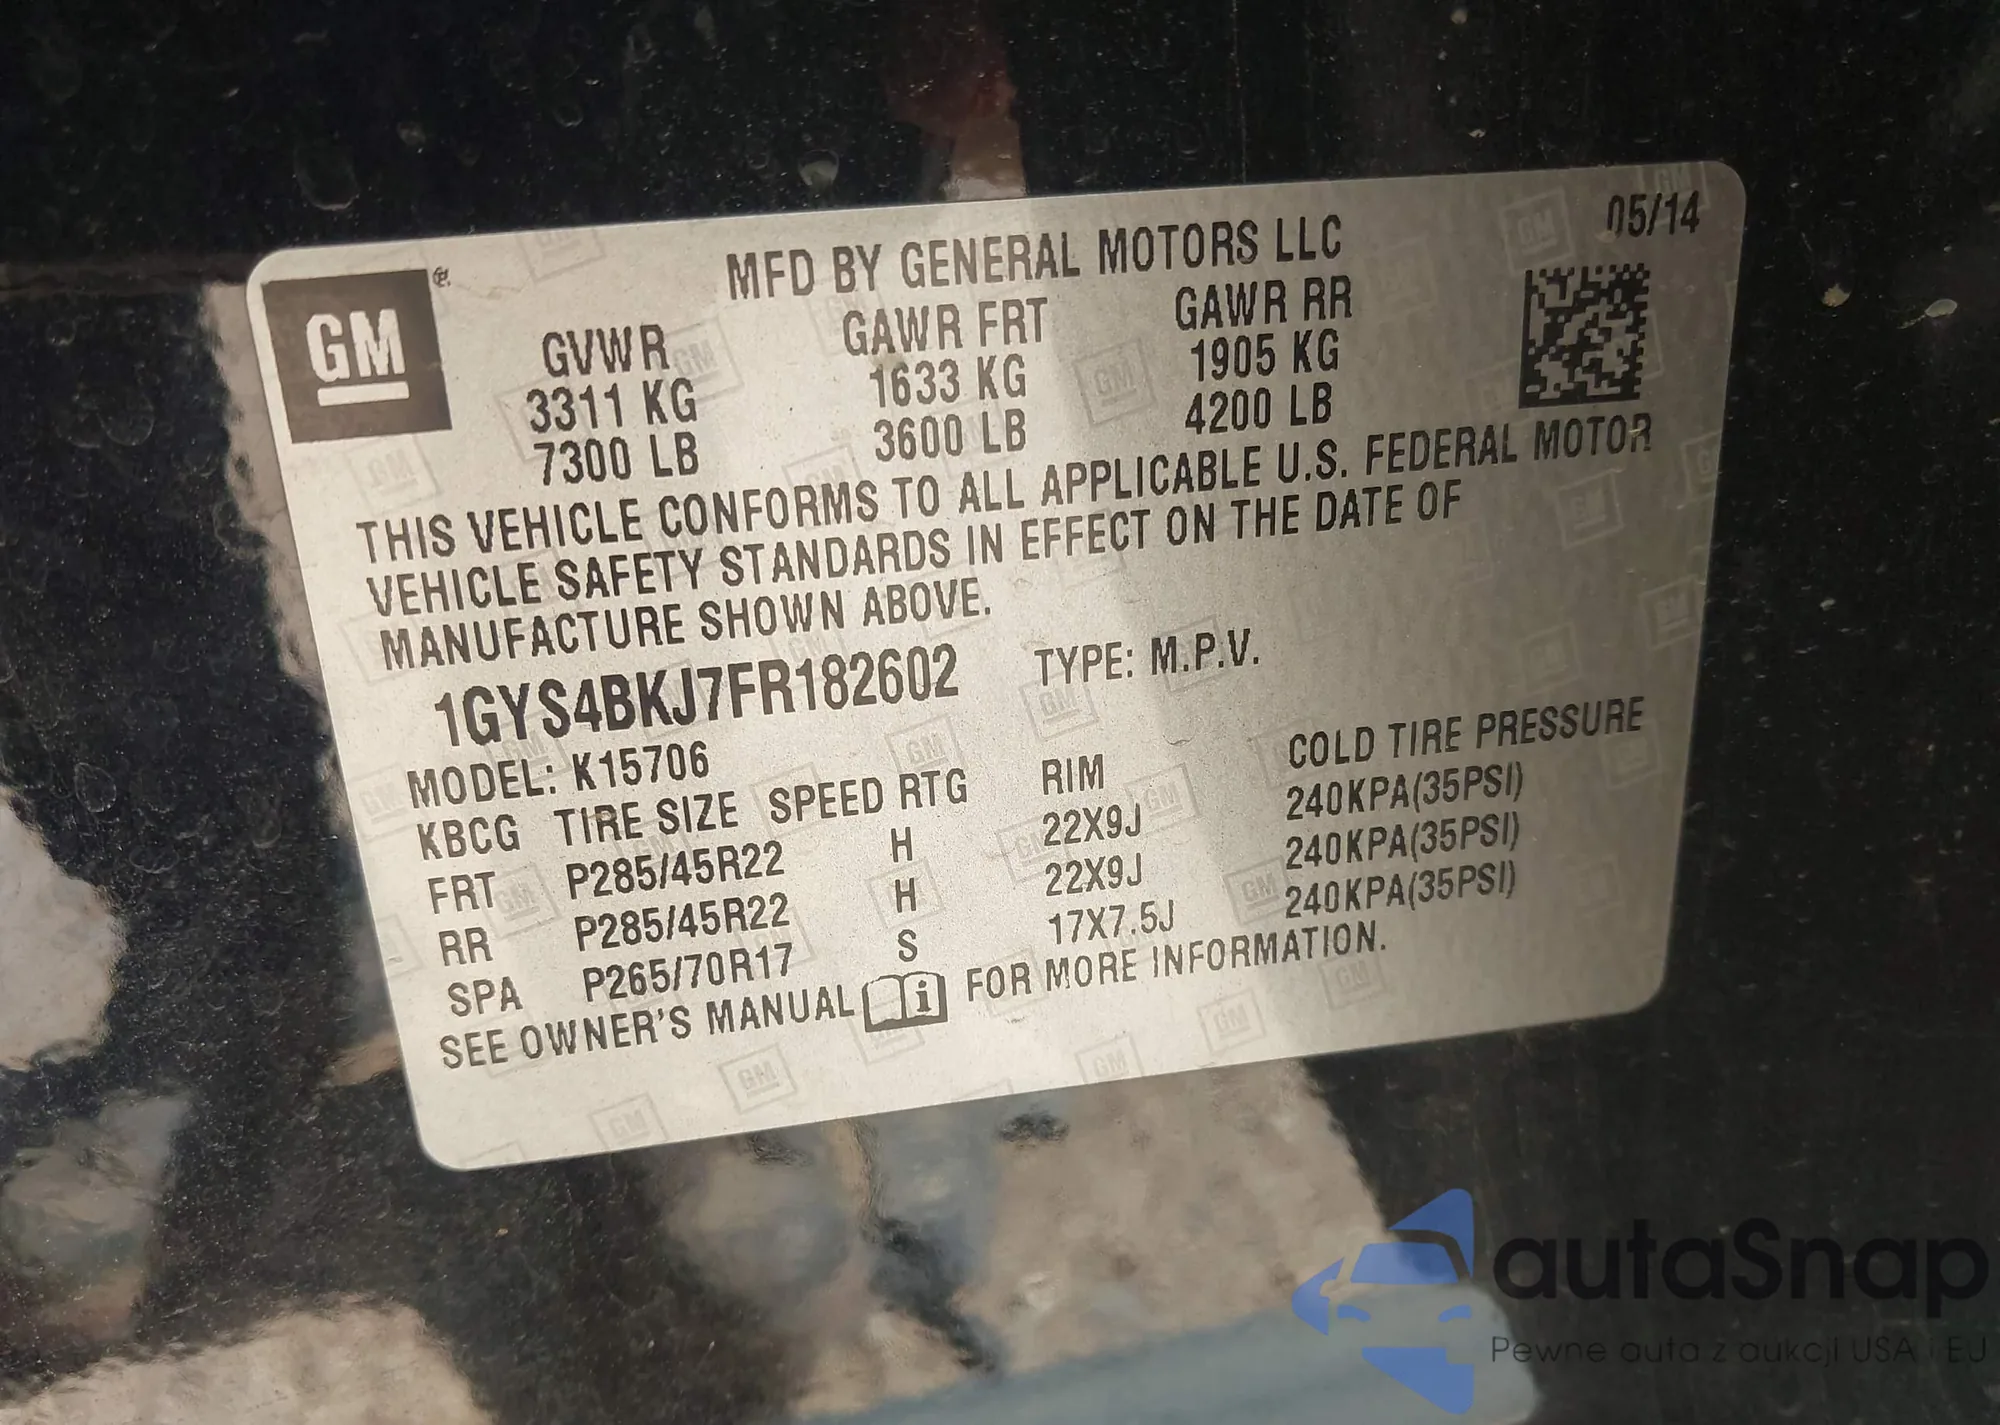 05/14
GM
MFD BY GENERAL MOTORS LLC
GVWR GAWR FRT GAWR RR
3311 KG 1633 KG 1905 KG
7300 LB 3600 LB 4200 LB
THIS VEHICLE CONFORMS TO ALL APPLICABLE U.S. FEDERAL MOTOR
VEHICLE SAFETY STANDARDS IN EFFECT ON THE DATE OF
MANUFACTURE SHOWN ABOVE.
1GYS4BKJ7FR182602 TYPE: M.P.V.
MODEL: K15706
KBCG TIRE SIZE SPEED RTG RIM COLD TIRE PRESSURE
FRT P285/45R22 H 22X9J 240KPA(35PSI)
RR P285/45R22 H 22X9J 240KPA(35PSI)
SPA P265/70R17 S 17X7.5J 240KPA(35PSI)
SEE OWNER'S MANUAL i FOR MORE INFORMATION.
autaSnap
Pewne auta z aukcji USA i EU